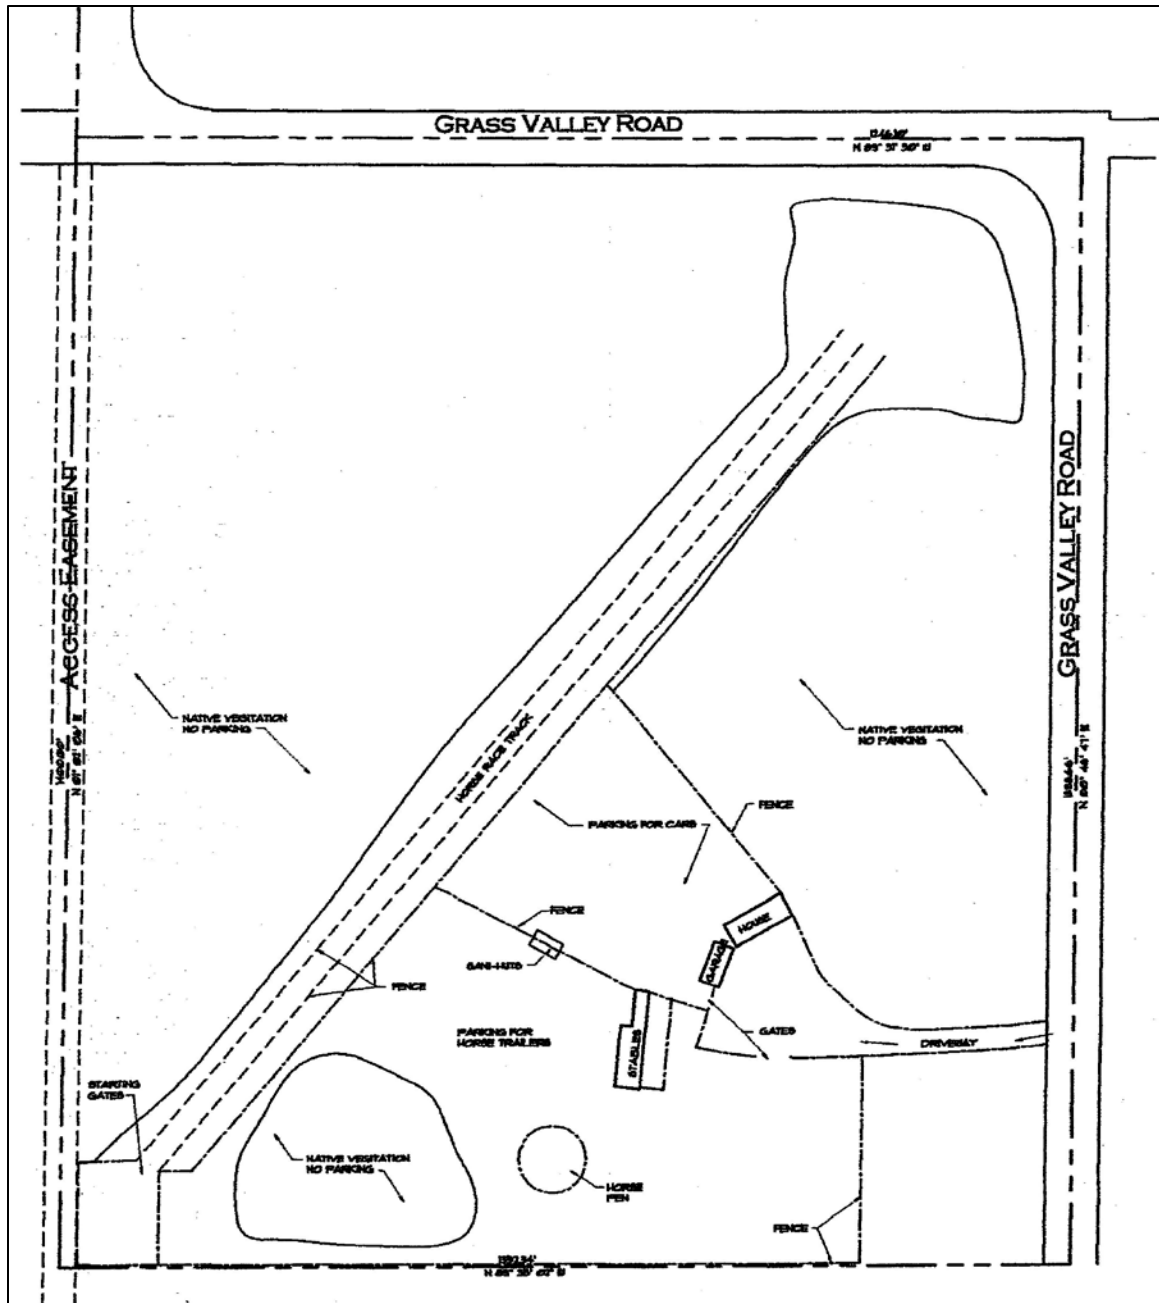 GRASS VALLEY ROAD
ACCESS EASEMENT
GRASS VALLEY ROAD
NATIVE VEGITATION
NO PARKING
HORSE RACE TRACK
NATIVE VEGITATION
NO PARKING
FENCE
PARKING FOR CARS
HOUSE
FENCE
GARAGE
SANI-HUTS
FENCE
PARKING FOR
HORSE TRAILERS
STABLES
GATES
DRIVEWAY
STARTING
GATES
NATIVE VEGITATION
NO PARKING
HORSE
PEN
FENCE